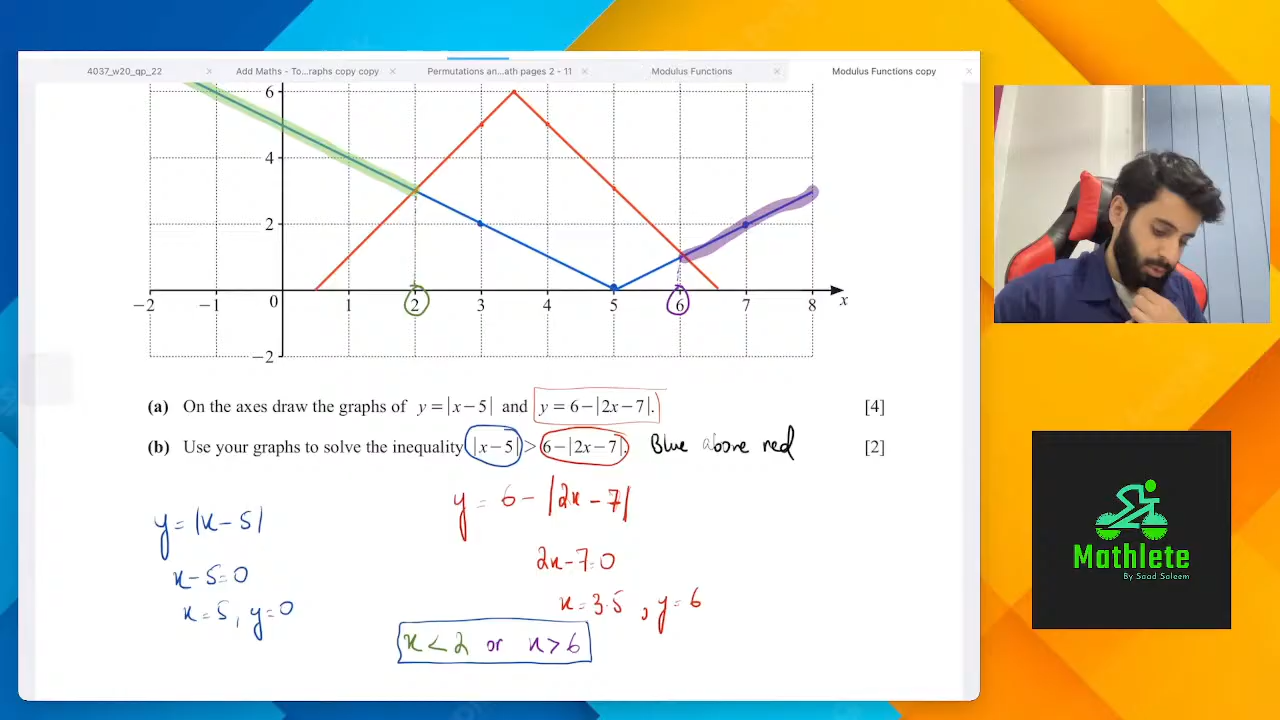 4037_w20_qp_22 × Add Maths - To...raphs copy copy × Permutations an...ath pages 2 - 11 × Modulus Functions × Modulus Functions copy ×
6
4
2
−2 −1 0 1 2 3 4 5 6 7 8 x
−2
(a) On the axes draw the graphs of y=|x−5| and y=6−|2x−7|. [4]
(b) Use your graphs to solve the inequality |x−5|>6−|2x−7|. Blue above red [2]
y = 6 − |2x − 7|
y = |x − 5|
2x − 7 = 0
x − 5 = 0
x = 3.5, y = 6
x = 5, y = 0
x < 2 or x > 6
Mathlete
By Saad Saleem